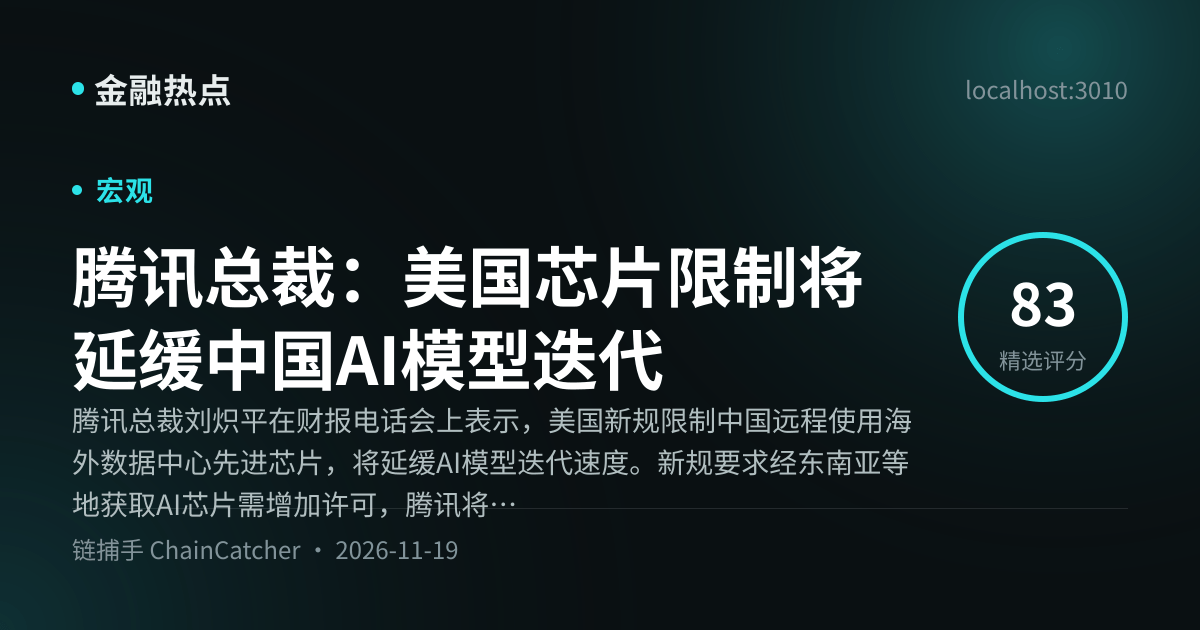 金融热点
localhost:3010
宏观
腾讯总裁：美国芯片限制将
延缓中国AI模型迭代
83
精选评分
腾讯总裁刘炽平在财报电话会上表示，美国新规限制中国远程使用海
外数据中心先进芯片，将延缓AI模型迭代速度。新规要求经东南亚等
地获取AI芯片需增加许可，腾讯将…
链捕手 ChainCatcher · 2026-11-19